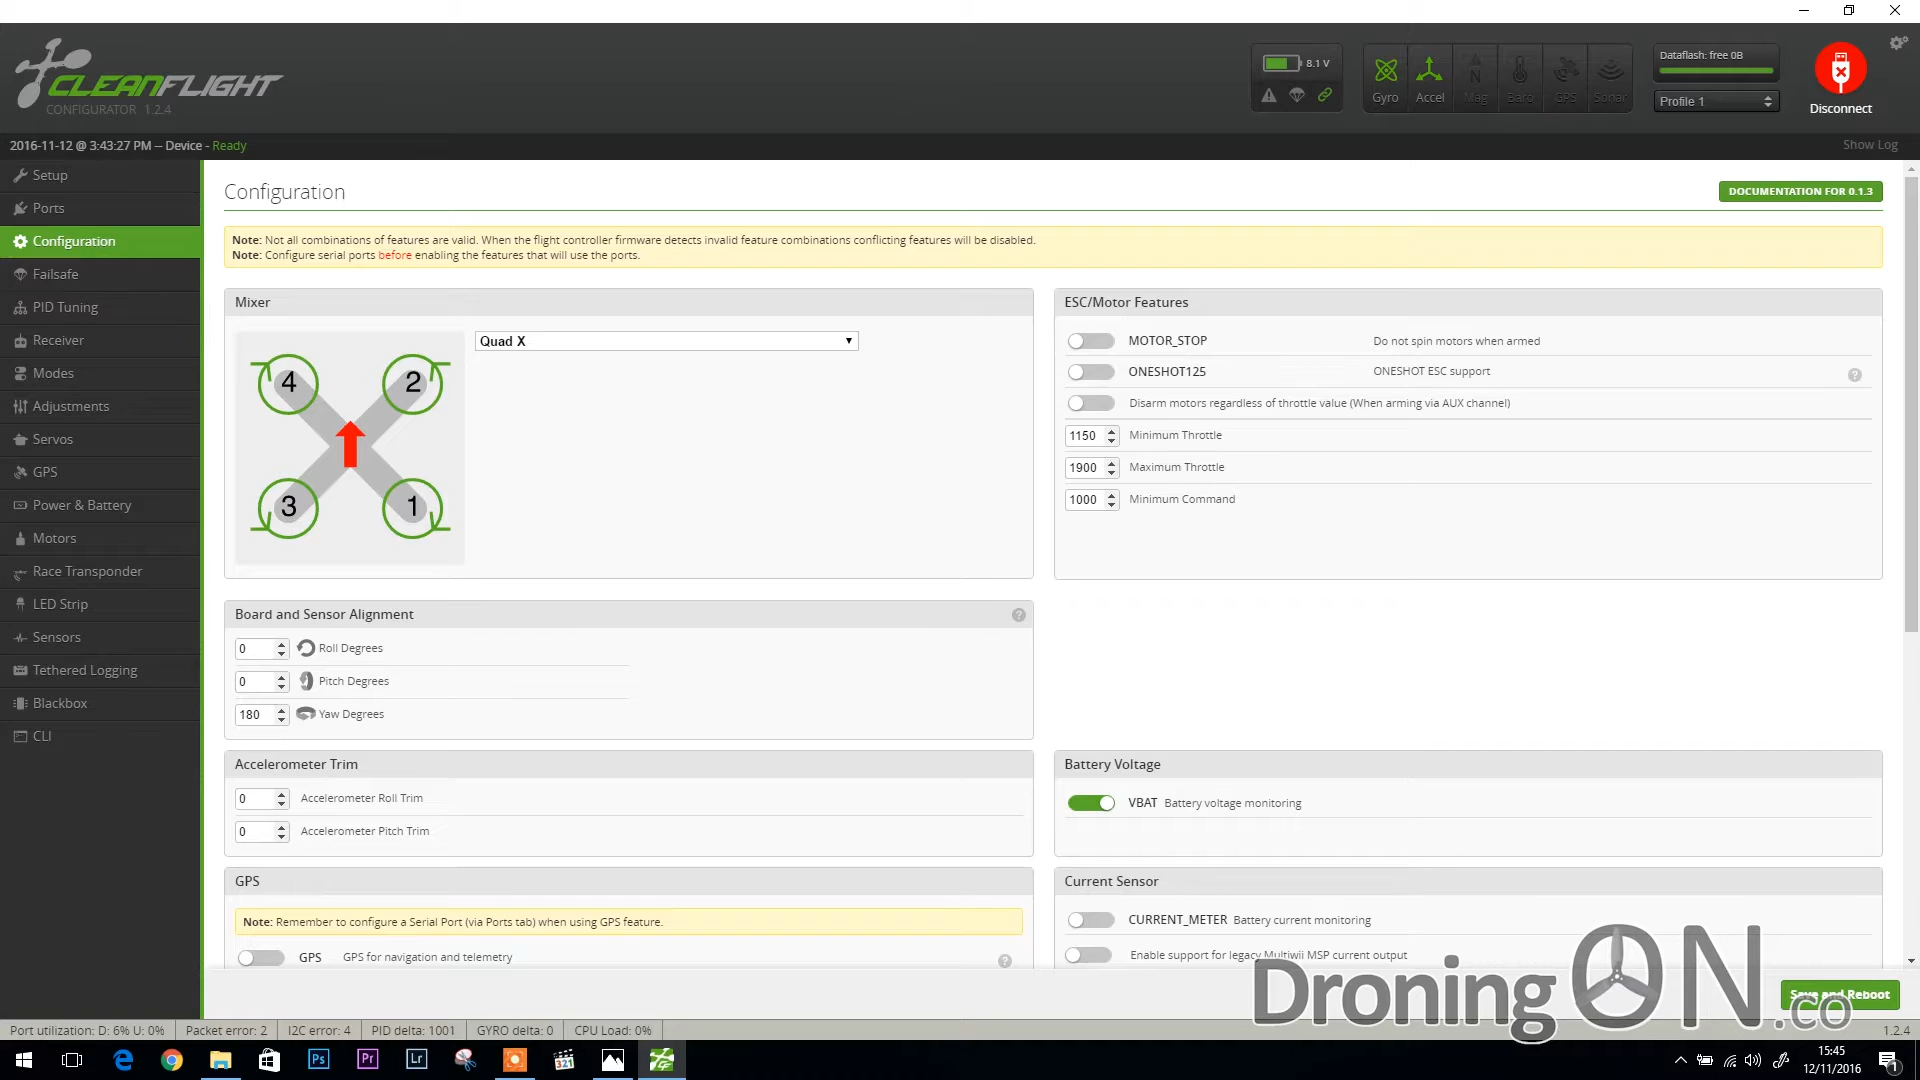 CLEANFLIGHT
CONFIGURATOR 1.2.4
8.1 V
Gyro
Accel
Mag
Baro
GPS
Sonar
Dataflash: free 0B
Profile 1
Disconnect
2016-11-12 @ 3:43:27 PM -- Device - Ready
Show Log
Setup
Ports
Configuration
Failsafe
PID Tuning
Receiver
Modes
Adjustments
Servos
GPS
Power & Battery
Motors
Race Transponder
LED Strip
Sensors
Tethered Logging
Blackbox
CLI
Configuration
DOCUMENTATION FOR 0.1.3
Note: Not all combinations of features are valid. When the flight controller firmware detects invalid feature combinations conflicting features will be disabled.
Note: Configure serial ports before enabling the features that will use the ports.
Mixer
4
2
3
1
Quad X
ESC/Motor Features
MOTOR_STOP Do not spin motors when armed
ONESHOT125 ONESHOT ESC support ?
Disarm motors regardless of throttle value (When arming via AUX channel)
1150 Minimum Throttle
1900 Maximum Throttle
1000 Minimum Command
Board and Sensor Alignment ?
0 Roll Degrees
0 Pitch Degrees
180 Yaw Degrees
Accelerometer Trim
0 Accelerometer Roll Trim
0 Accelerometer Pitch Trim
Battery Voltage
VBAT Battery voltage monitoring
GPS
Note: Remember to configure a Serial Port (via Ports tab) when using GPS feature.
GPS GPS for navigation and telemetry ?
Current Sensor
CURRENT_METER Battery current monitoring
Enable support for legacy Multiwii MSP current output
Save and Reboot
DroningON.co
Port utilization: D: 6% U: 0% Packet error: 2 I2C error: 4 PID delta: 1001 GYRO delta: 0 CPU Load: 0%
1.2.4
Ps
Pr
Lr
321
CF
15:45
12/11/2016
1